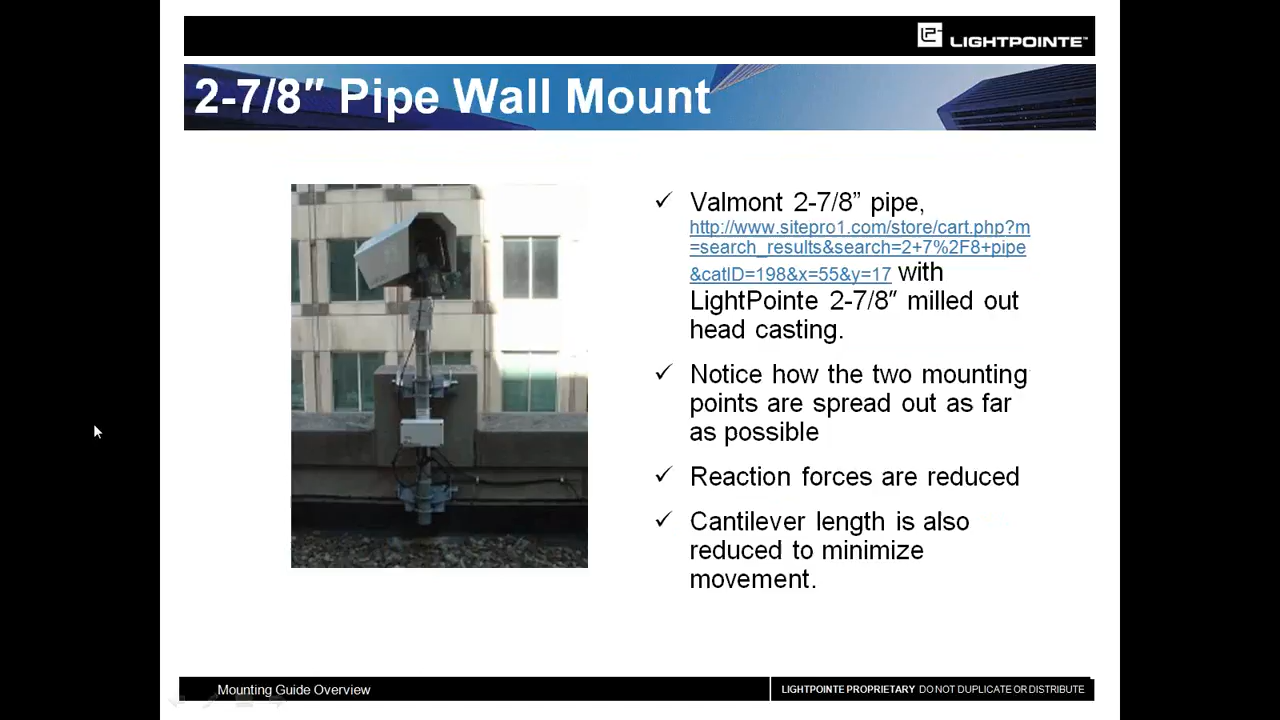 LIGHTPOINTE™
2-7/8″ Pipe Wall Mount
✓ Valmont 2-7/8” pipe,
http://www.sitepro1.com/store/cart.php?m
=search_results&search=2+7%2F8+pipe
&catID=198&x=55&y=17 with
LightPointe 2-7/8″ milled out
head casting.
✓ Notice how the two mounting
points are spread out as far
as possible
✓ Reaction forces are reduced
✓ Cantilever length is also
reduced to minimize
movement.
Mounting Guide Overview
LIGHTPOINTE PROPRIETARY DO NOT DUPLICATE OR DISTRIBUTE